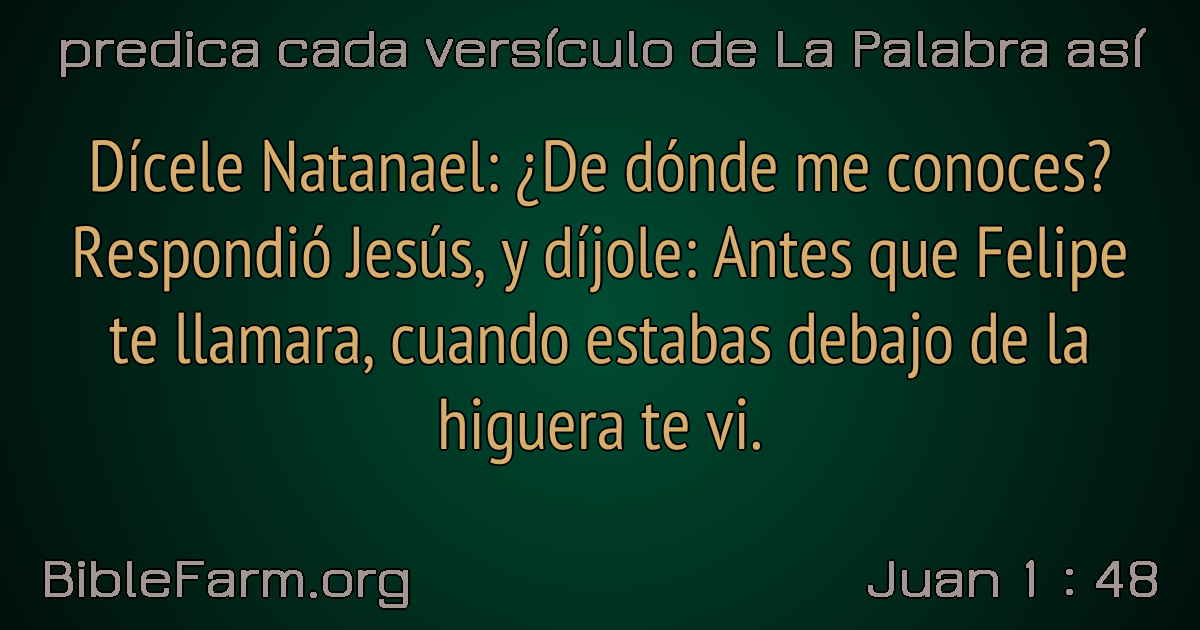 predica cada versículo de La Palabra así
Dícele Natanael: ¿De dónde me conoces?
Respondió Jesús, y díjole: Antes que Felipe
te llamara, cuando estabas debajo de la
higuera te vi.
BibleFarm.org
Juan 1 : 48